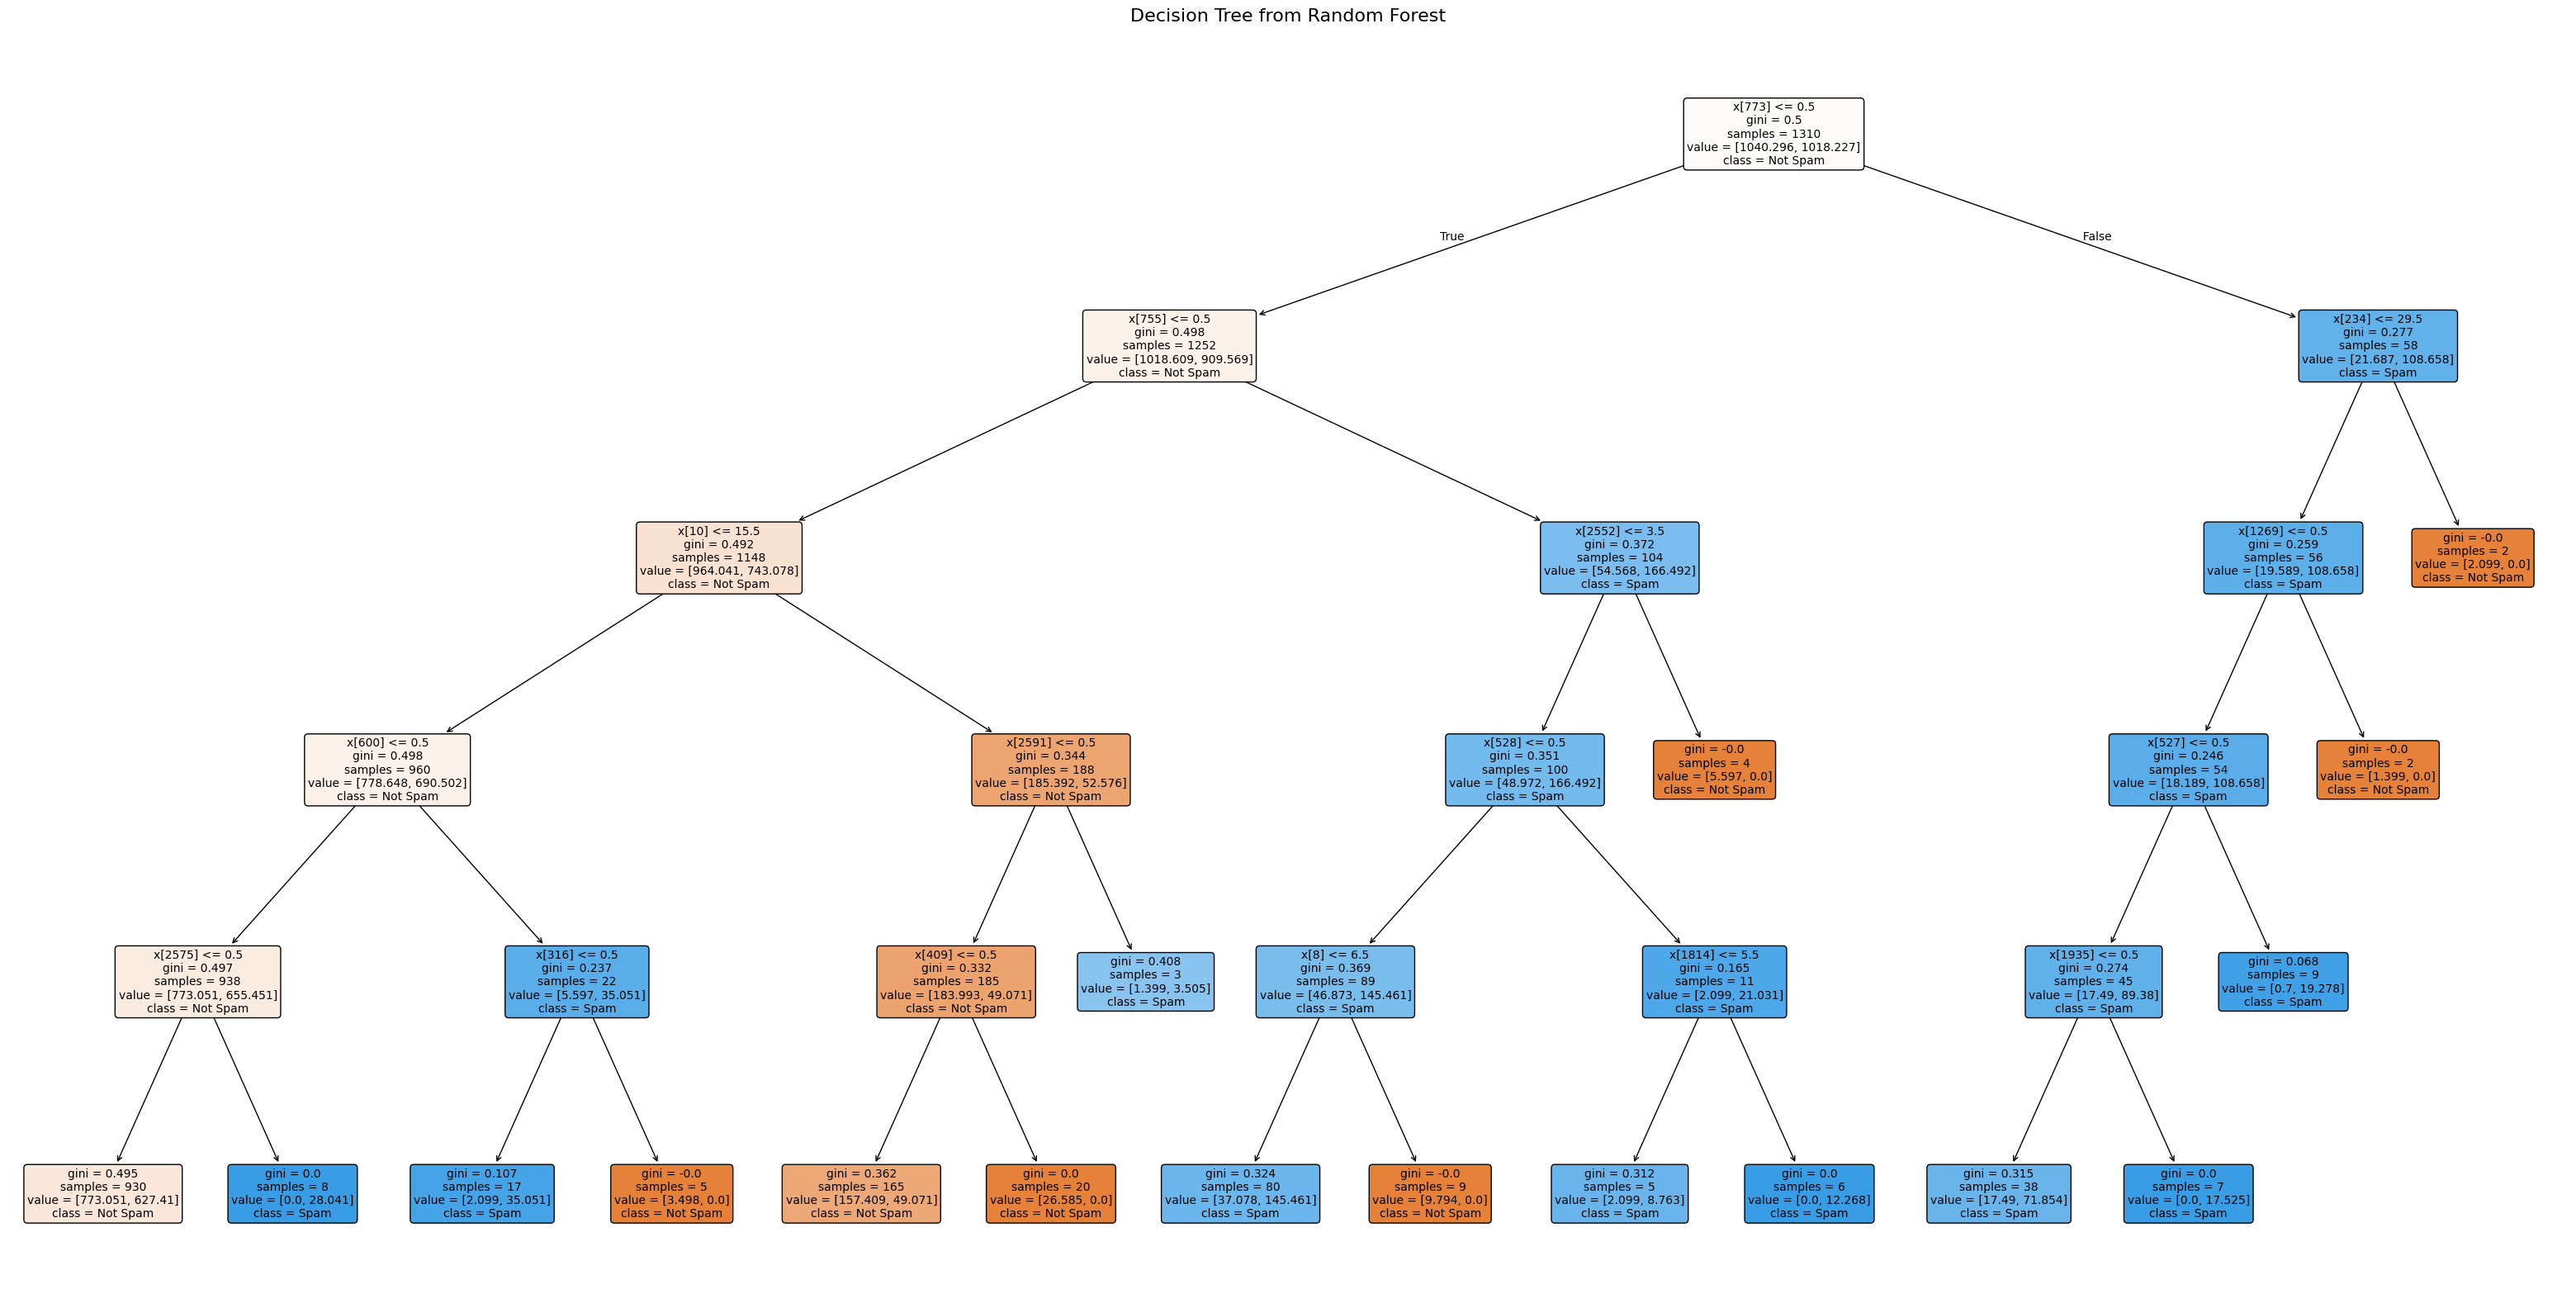 Decision Tree from Random Forest
x[773] <= 0.5
gini = 0.5
samples = 1310
value = [1040.296, 1018.227]
class = Not Spam
True
False
x[755] <= 0.5
gini = 0.498
samples = 1252
value = [1018.609, 909.569]
class = Not Spam
x[234] <= 29.5
gini = 0.277
samples = 58
value = [21.687, 108.658]
class = Spam
x[10] <= 15.5
gini = 0.492
samples = 1148
value = [964.041, 743.078]
class = Not Spam
x[2552] <= 3.5
gini = 0.372
samples = 104
value = [54.568, 166.492]
class = Spam
x[1269] <= 0.5
gini = 0.259
samples = 56
value = [19.589, 108.658]
class = Spam
gini = -0.0
samples = 2
value = [2.099, 0.0]
class = Not Spam
x[600] <= 0.5
gini = 0.498
samples = 960
value = [778.648, 690.502]
class = Not Spam
x[2591] <= 0.5
gini = 0.344
samples = 188
value = [185.392, 52.576]
class = Not Spam
x[528] <= 0.5
gini = 0.351
samples = 100
value = [48.972, 166.492]
class = Spam
gini = -0.0
samples = 4
value = [5.597, 0.0]
class = Not Spam
x[527] <= 0.5
gini = 0.246
samples = 54
value = [18.189, 108.658]
class = Spam
gini = -0.0
samples = 2
value = [1.399, 0.0]
class = Not Spam
x[2575] <= 0.5
gini = 0.497
samples = 938
value = [773.051, 655.451]
class = Not Spam
x[316] <= 0.5
gini = 0.237
samples = 22
value = [5.597, 35.051]
class = Spam
x[409] <= 0.5
gini = 0.332
samples = 185
value = [183.993, 49.071]
class = Not Spam
gini = 0.408
samples = 3
value = [1.399, 3.505]
class = Spam
x[8] <= 6.5
gini = 0.369
samples = 89
value = [46.873, 145.461]
class = Spam
x[1814] <= 5.5
gini = 0.165
samples = 11
value = [2.099, 21.031]
class = Spam
x[1935] <= 0.5
gini = 0.274
samples = 45
value = [17.49, 89.38]
class = Spam
gini = 0.068
samples = 9
value = [0.7, 19.278]
class = Spam
gini = 0.495
samples = 930
value = [773.051, 627.41]
class = Not Spam
gini = 0.0
samples = 8
value = [0.0, 28.041]
class = Spam
gini = 0.107
samples = 17
value = [2.099, 35.051]
class = Spam
gini = -0.0
samples = 5
value = [3.498, 0.0]
class = Not Spam
gini = 0.362
samples = 165
value = [157.409, 49.071]
class = Not Spam
gini = 0.0
samples = 20
value = [26.585, 0.0]
class = Not Spam
gini = 0.324
samples = 80
value = [37.078, 145.461]
class = Spam
gini = -0.0
samples = 9
value = [9.794, 0.0]
class = Not Spam
gini = 0.312
samples = 5
value = [2.099, 8.763]
class = Spam
gini = 0.0
samples = 6
value = [0.0, 12.268]
class = Spam
gini = 0.315
samples = 38
value = [17.49, 71.854]
class = Spam
gini = 0.0
samples = 7
value = [0.0, 17.525]
class = Spam